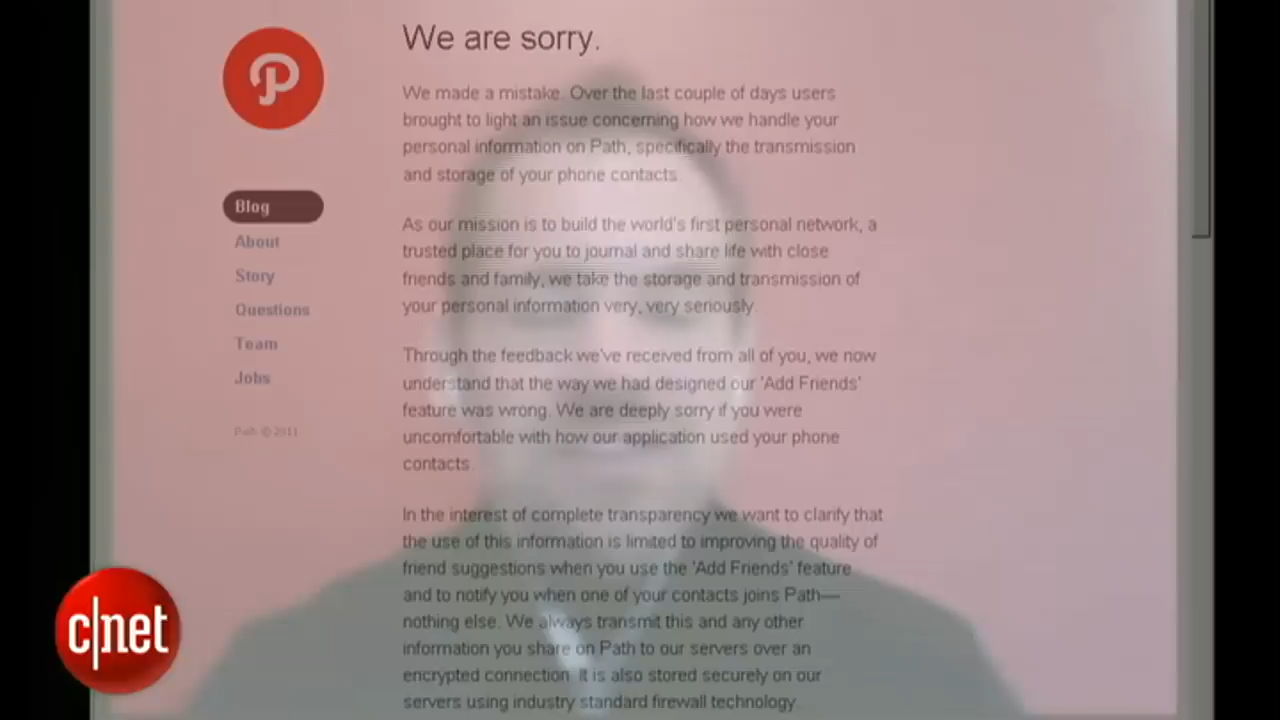 We are sorry.
We made a mistake. Over the last couple of days users
brought to light an issue concerning how we handle your
personal information on Path, specifically the transmission
and storage of your phone contacts.
As our mission is to build the world's first personal network, a
trusted place for you to journal and share life with close
friends and family, we take the storage and transmission of
your personal information very, very seriously.
Through the feedback we've received from all of you, we now
understand that the way we had designed our 'Add Friends'
feature was wrong. We are deeply sorry if you were
uncomfortable with how our application used your phone
contacts.
In the interest of complete transparency we want to clarify that
the use of this information is limited to improving the quality of
friend suggestions when you use the 'Add Friends' feature
and to notify you when one of your contacts joins Path—
nothing else. We always transmit this and any other
information you share on Path to our servers over an
encrypted connection. It is also stored securely on our
servers using industry standard firewall technology.
Blog
About
Story
Questions
Team
Jobs
Path © 2011
c|net